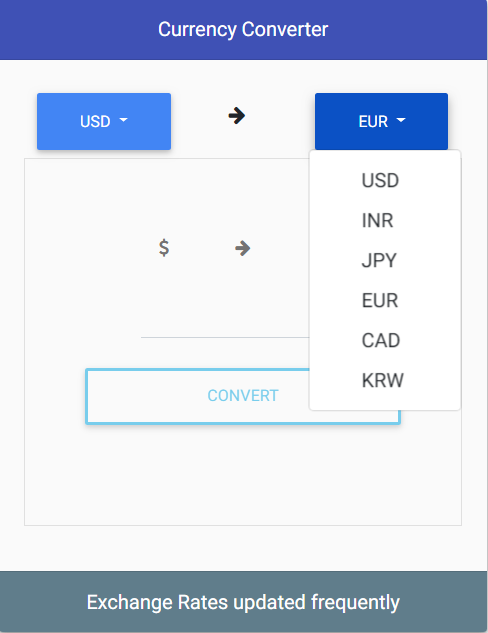 Currency Converter
USD
EUR
USD
INR
$
JPY
EUR
CAD
KRW
CONVERT
Exchange Rates updated frequently